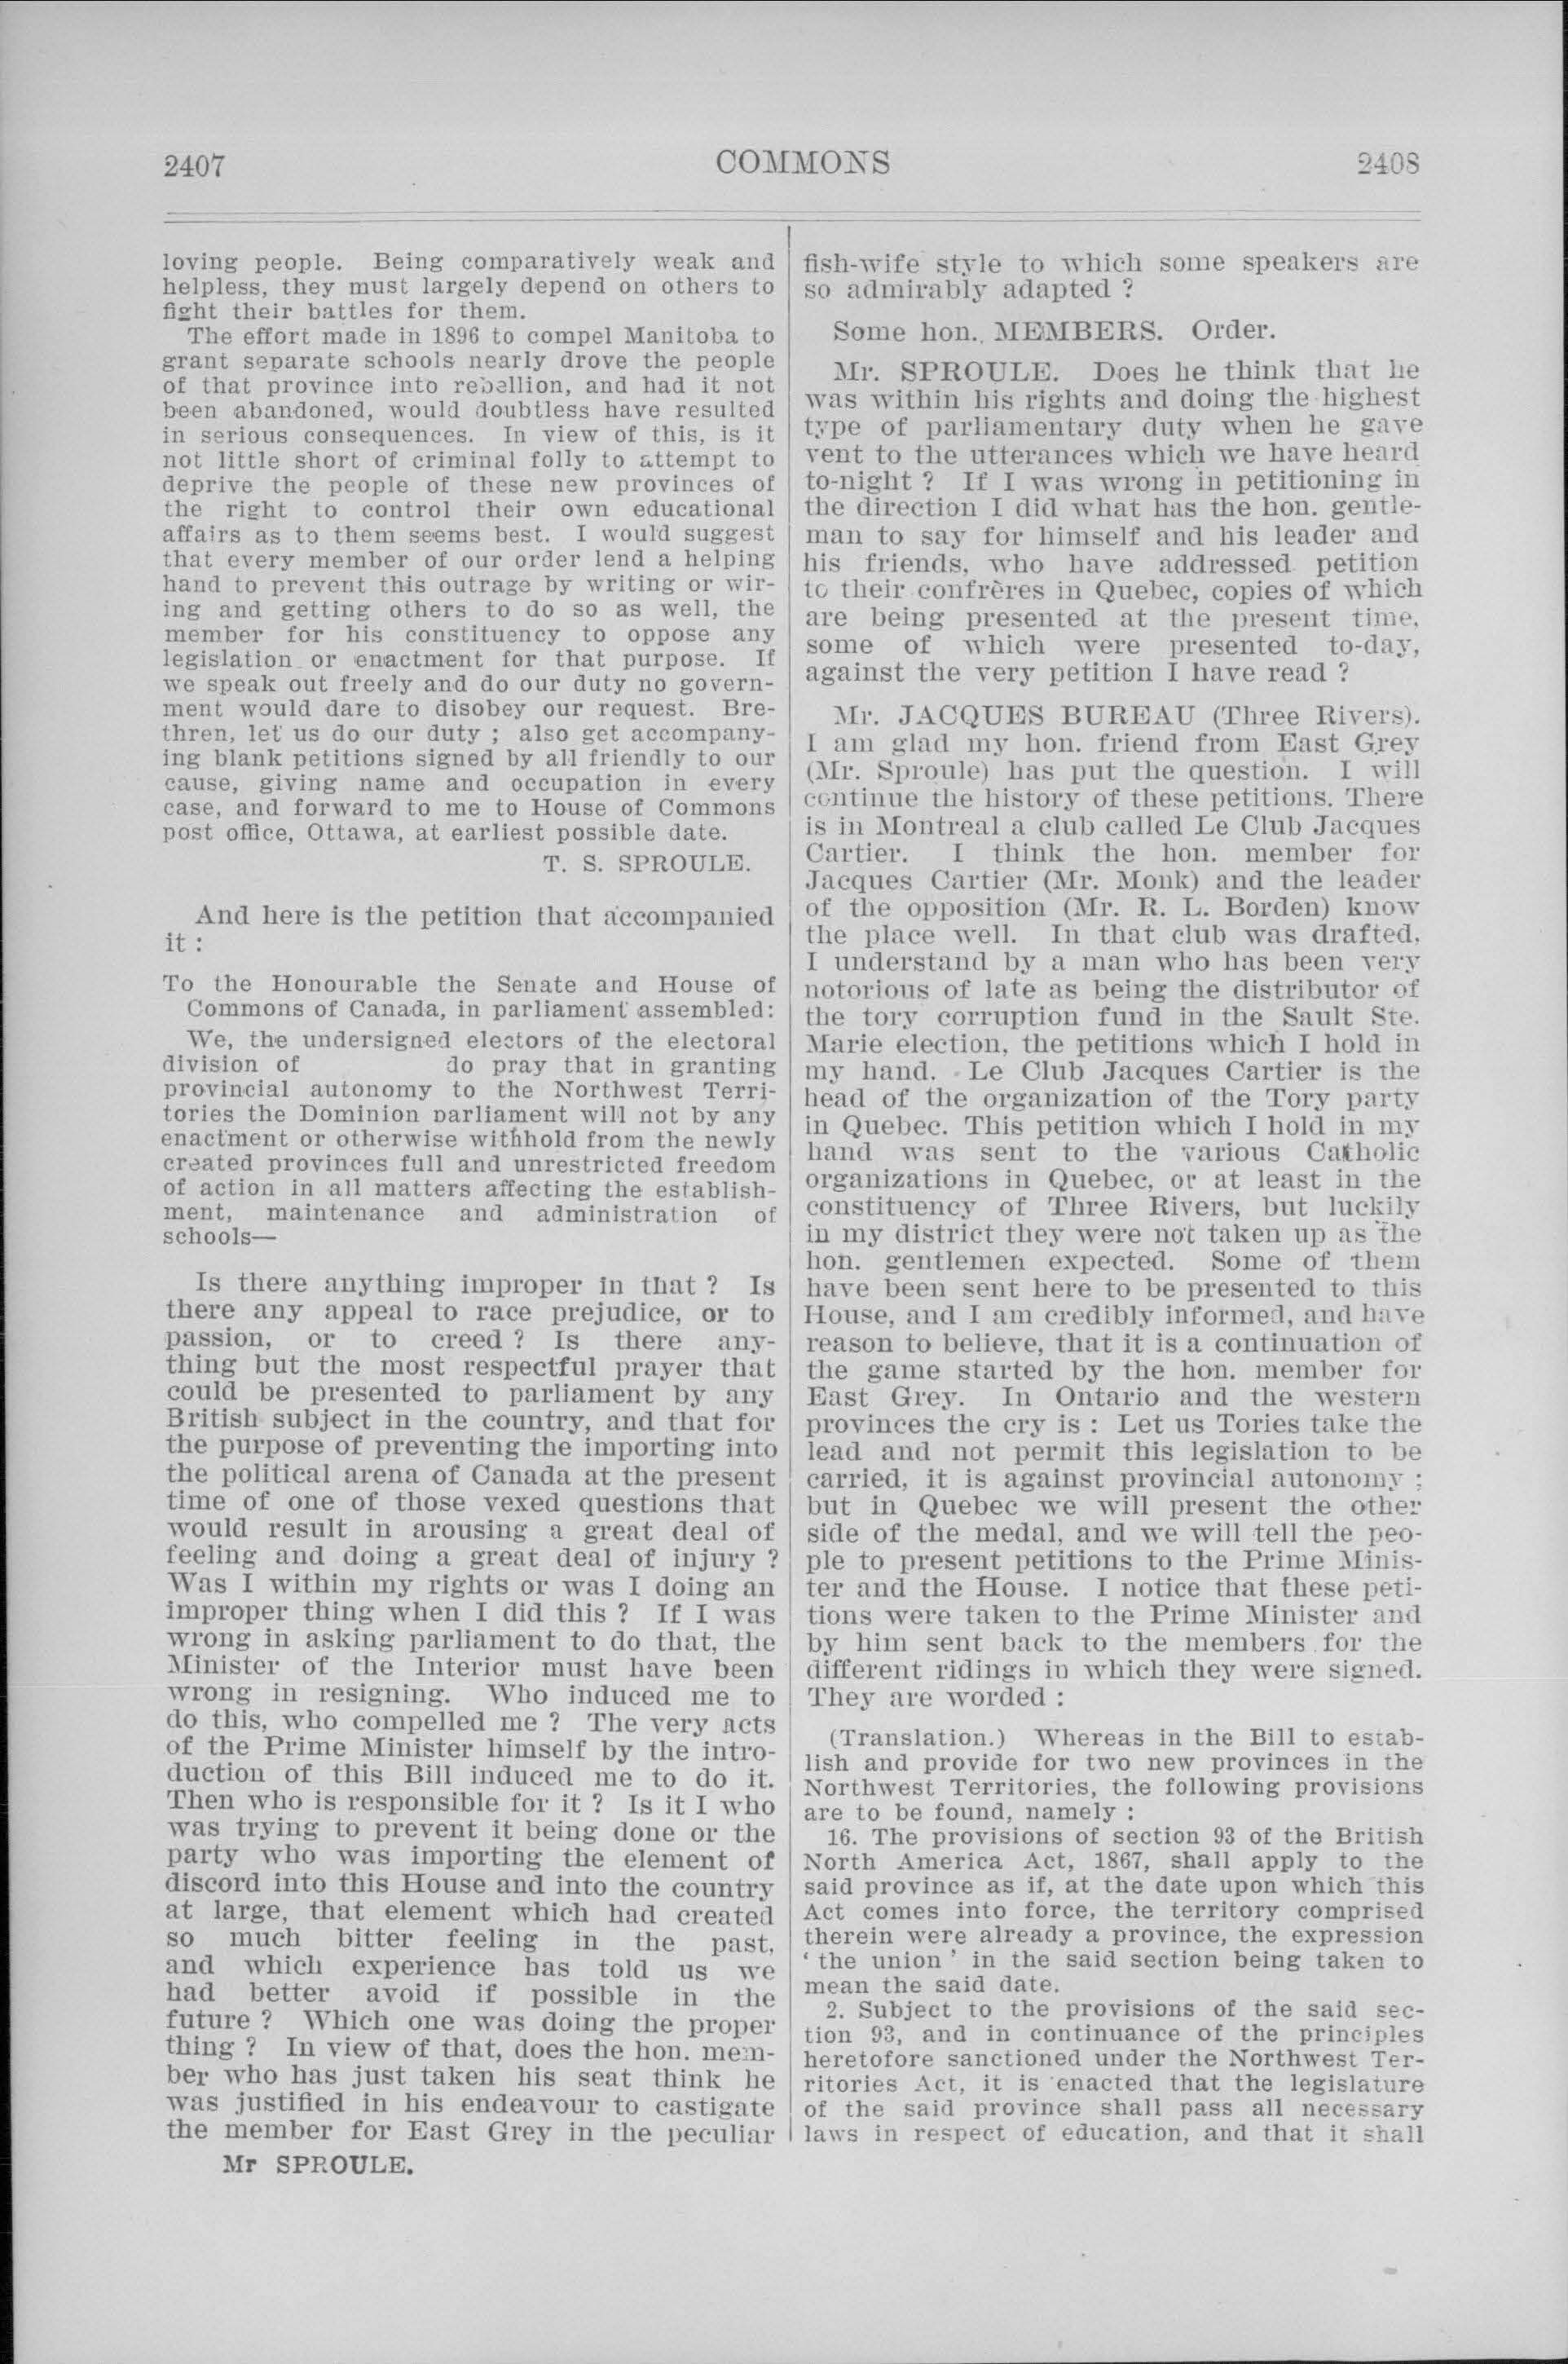 2407
COMMONS
2408
loving people. Being comparatively weak and
helpless, they must largely depend on others to
fight their battles for them.
The effort made in 1896 to compel Manitoba to
grant separate schools nearly drove the people
of that province into rebellion, and had it not
been abandoned, would doubtless have resulted
in serious consequences. In view of this, is it
not little short of criminal folly to attempt to
deprive the people of these new provinces of
the right to control their own educational
affairs as to them seems best. I would suggest
that every member of our order lend a helping
hand to prevent this outrage by writing or wir-
ing and getting others to do so as well, the
member for his constituency to oppose any
legislation or enactment for that purpose. If
we speak out freely and do our duty no govern-
ment would dare to disobey our request. Bre-
thren, let us do our duty ; also get accompany-
ing blank petitions signed by all friendly to our
cause, giving name and occupation in every
case, and forward to me to House of Commons
post office, Ottawa, at earliest possible date.
T. S. SPROULE.
And here is the petition that accompanied
it :
To the Honourable the Senate and House of
Commons of Canada, in parliament assembled:
We, the undersigned electors of the electoral
division of do pray that in granting
provincial autonomy to the Northwest Terri-
tories the Dominion parliament will not by any
enactment or otherwise withhold from the newly
created provinces full and unrestricted freedom
of action in all matters affecting the establish-
ment, maintenance and administration of
schools—
Is there anything improper in that ? Is
there any appeal to race prejudice, or to
passion, or to creed ? Is there any-
thing but the most respectful prayer that
could be presented to parliament by any
British subject in the country, and that for
the purpose of preventing the importing into
the political arena of Canada at the present
time of one of those vexed questions that
would result in arousing a great deal of
feeling and doing a great deal of injury ?
Was I within my rights or was I doing an
improper thing when I did this ? If I was
wrong in asking parliament to do that, the
Minister of the Interior must have been
wrong in resigning. Who induced me to
do this, who compelled me ? The very acts
of the Prime Minister himself by the intro-
duction of this Bill induced me to do it.
Then who is responsible for it ? Is it I who
was trying to prevent it being done or the
party who was importing the element of
discord into this House and into the country
at large, that element which had created
so much bitter feeling in the past,
and which experience has told us we
had better avoid if possible in the
future ? Which one was doing the proper
thing ? In view of that, does the hon. mem-
ber who has just taken his seat think he
was justified in his endeavour to castigate
the member for East Grey in the peculiar
Mr SPROULE.
fish-wife style to which some speakers are
so admirably adapted ?
Some hon. MEMBERS. Order.
Mr. SPROULE. Does he think that he
was within his rights and doing the highest
type of parliamentary duty when he gave
vent to the utterances which we have heard
to-night ? If I was wrong in petitioning in
the direction I did what has the hon. gentle-
man to say for himself and his leader and
his friends, who have addressed petition
to their confrères in Quebec, copies of which
are being presented at the present time,
some of which were presented to-day,
against the very petition I have read ?
Mr. JACQUES BUREAU (Three Rivers).
I am glad my hon. friend from East Grey
(Mr. Sproule) has put the question. I will
continue the history of these petitions. There
is in Montreal a club called Le Club Jacques
Cartier. I think the hon. member for
Jacques Cartier (Mr. Monk) and the leader
of the opposition (Mr. R. L. Borden) know
the place well. In that club was drafted,
I understand by a man who has been very
notorious of late as being the distributor of
the tory corruption fund in the Sault Ste.
Marie election, the petitions which I hold in
my hand. Le Club Jacques Cartier is the
head of the organization of the Tory party
in Quebec. This petition which I hold in my
hand was sent to the various Catholic
organizations in Quebec, or at least in the
constituency of Three Rivers, but luckily
in my district they were not taken up as the
hon. gentlemen expected. Some of them
have been sent here to be presented to this
House, and I am credibly informed, and have
reason to believe, that it is a continuation of
the game started by the hon. member for
East Grey. In Ontario and the western
provinces the cry is : Let us Tories take the
lead and not permit this legislation to be
carried, it is against provincial autonomy ;
but in Quebec we will present the other
side of the medal, and we will tell the peo-
ple to present petitions to the Prime Minis-
ter and the House. I notice that these peti-
tions were taken to the Prime Minister and
by him sent back to the members for the
different ridings in which they were signed.
They are worded :
(Translation.) Whereas in the Bill to estab-
lish and provide for two new provinces in the
Northwest Territories, the following provisions
are to be found, namely :
16. The provisions of section 93 of the British
North America Act, 1867, shall apply to the
said province as if, at the date upon which this
Act comes into force, the territory comprised
therein were already a province, the expression
‘ the union ’ in the said section being taken to
mean the said date.
2. Subject to the provisions of the said sec-
tion 93, and in continuance of the principles
heretofore sanctioned under the Northwest Ter-
ritories Act, it is enacted that the legislature
of the said province shall pass all necessary
laws in respect of education, and that it shall